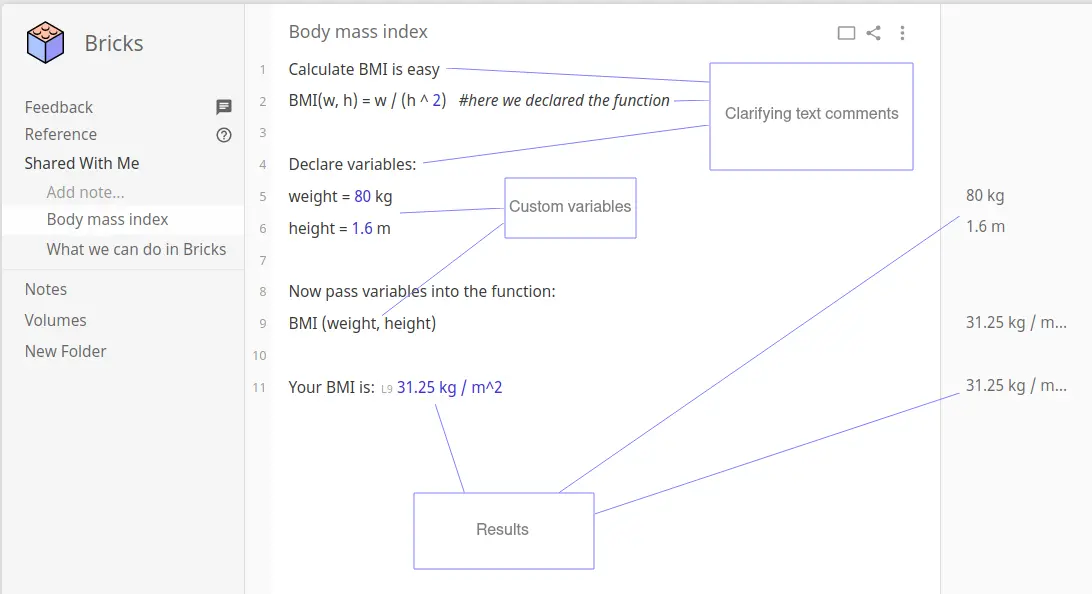 Bricks
Feedback
Reference
Shared With Me
Add note...
Body mass index
What we can do in Bricks
Notes
Volumes
New Folder
Body mass index
1 Calculate BMI is easy
2 BMI(w, h) = w / (h ^ 2) #here we declared the function
3
4 Declare variables:
5 weight = 80 kg
6 height = 1.6 m
7
8 Now pass variables into the function:
9 BMI (weight, height)
10
11 Your BMI is: L9 31.25 kg / m^2
Clarifying text comments
Custom variables
Results
80 kg
1.6 m
31.25 kg / m...
31.25 kg / m...